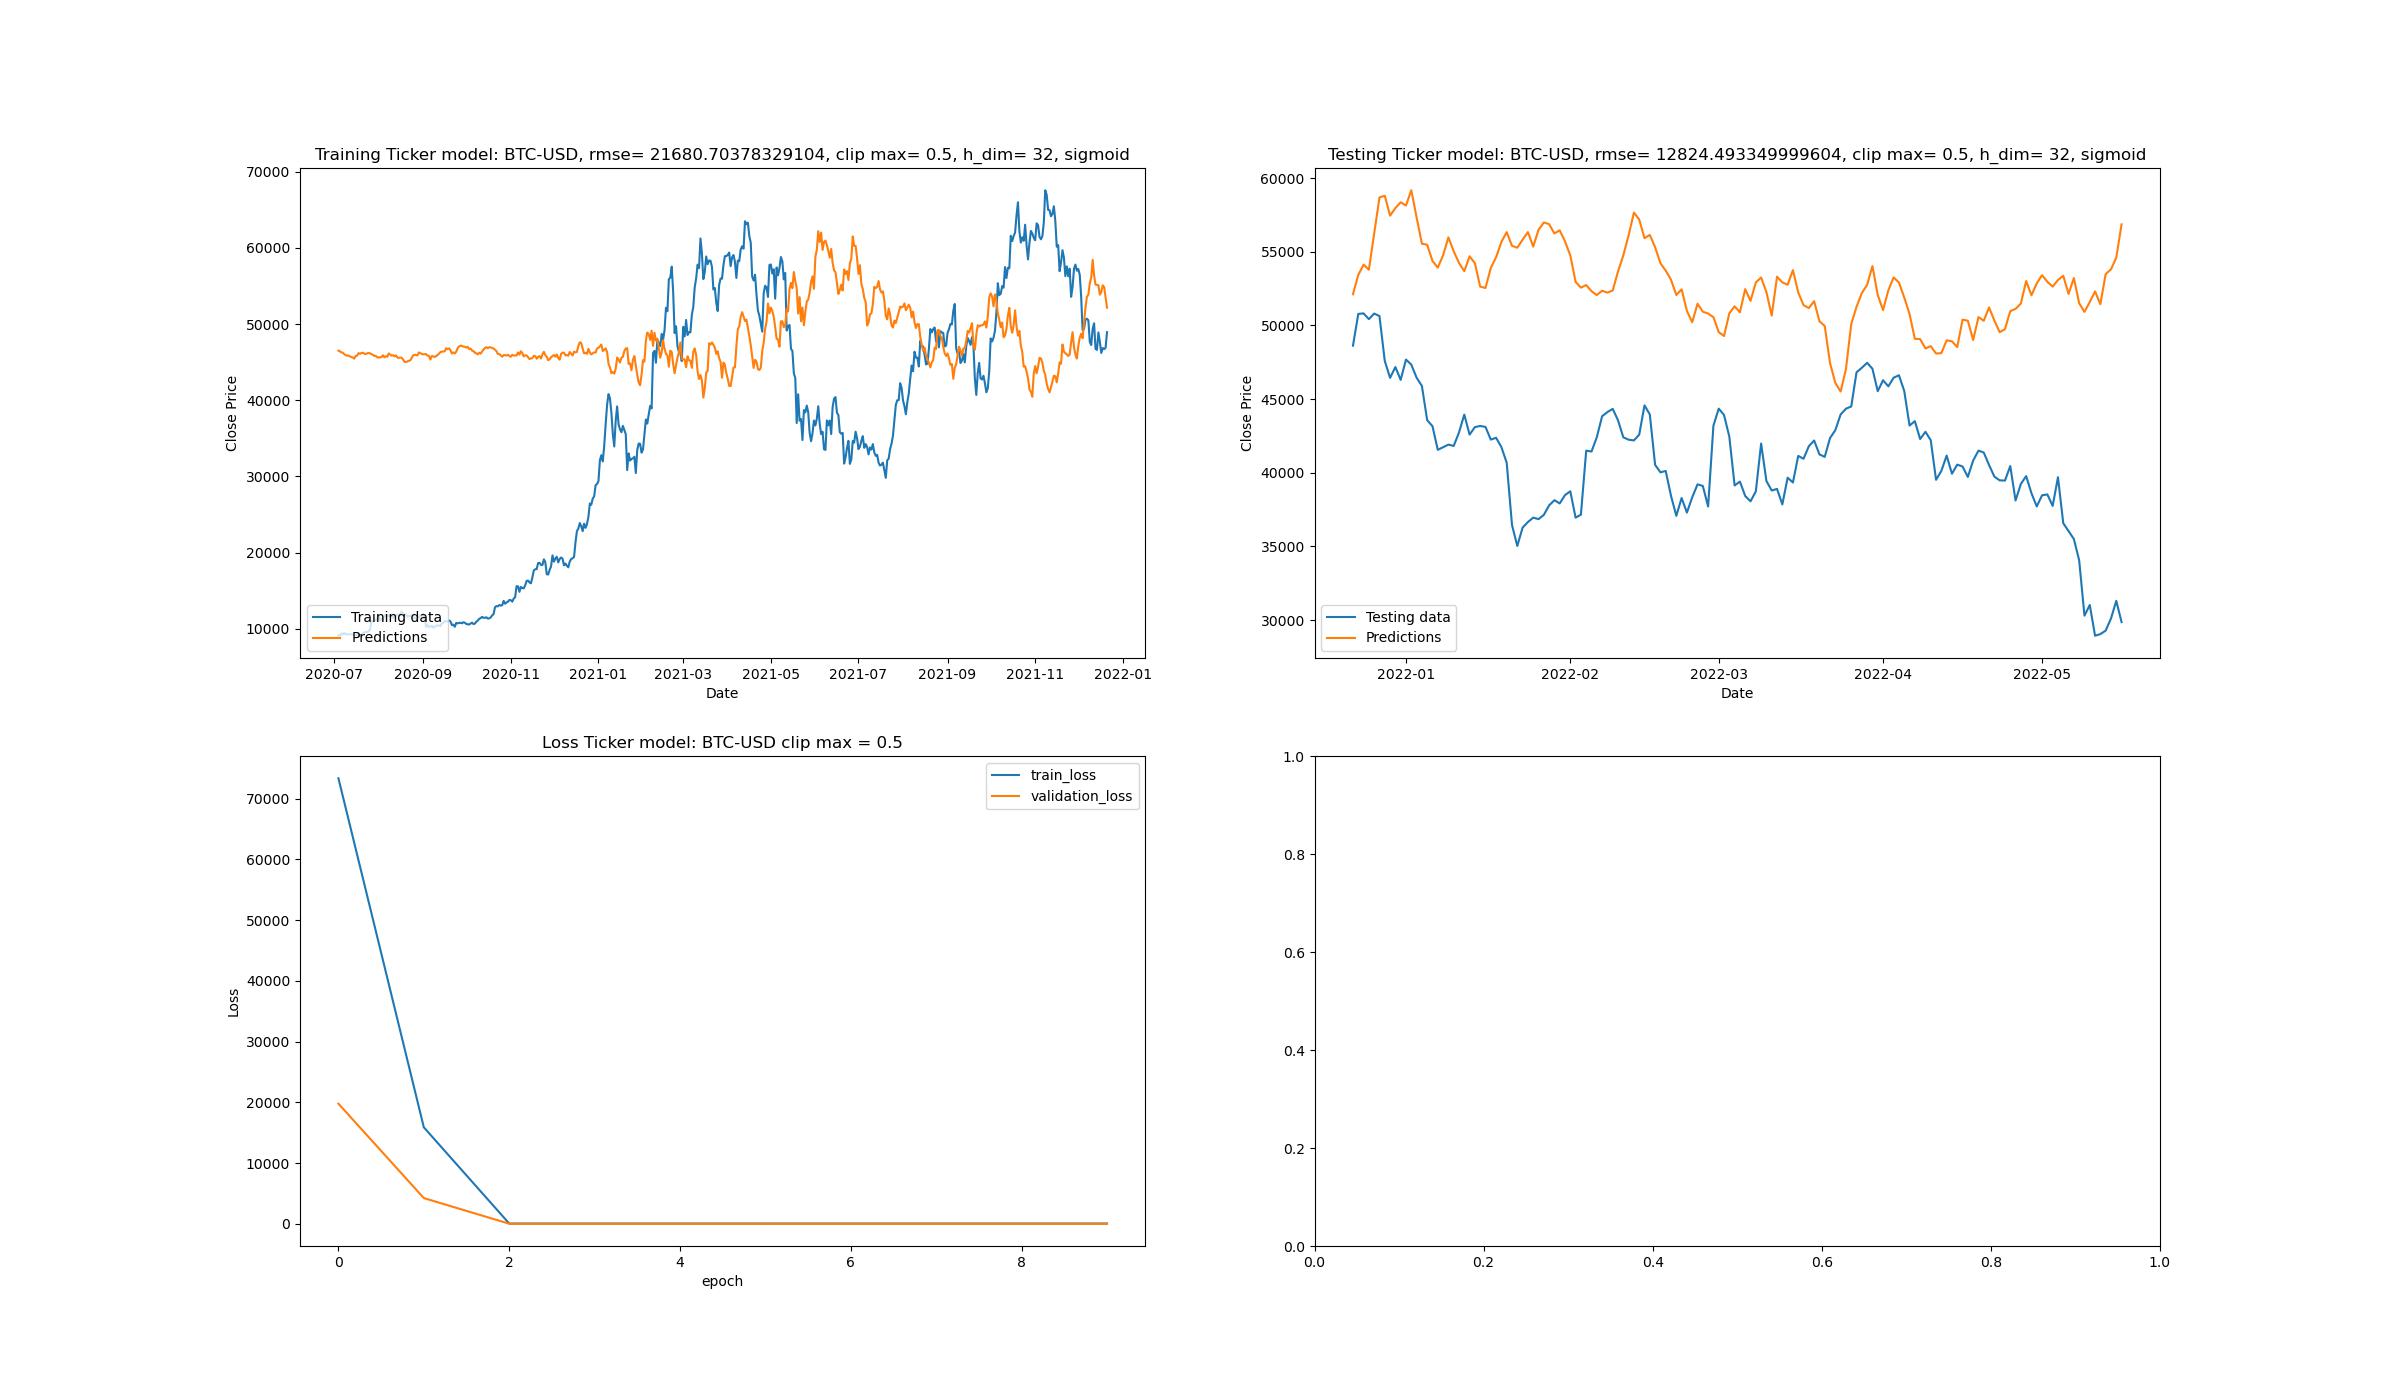 Training Ticker model: BTC-USD, rmse= 21680.70378329104, clip max= 0.5, h_dim= 32, sigmoid
70000
60000
50000
40000
30000
20000
10000
Close Price
Training data
Predictions
2020-07 2020-09 2020-11 2021-01 2021-03 2021-05 2021-07 2021-09 2021-11 2022-01
Date
Testing Ticker model: BTC-USD, rmse= 12824.493349999604, clip max= 0.5, h_dim= 32, sigmoid
60000
55000
50000
45000
40000
35000
30000
Close Price
Testing data
Predictions
2022-01 2022-02 2022-03 2022-04 2022-05
Date
Loss Ticker model: BTC-USD clip max = 0.5
train_loss
validation_loss
70000
60000
50000
40000
30000
20000
10000
0
Loss
0 2 4 6 8
epoch
1.0
0.8
0.6
0.4
0.2
0.0
0.0 0.2 0.4 0.6 0.8 1.0